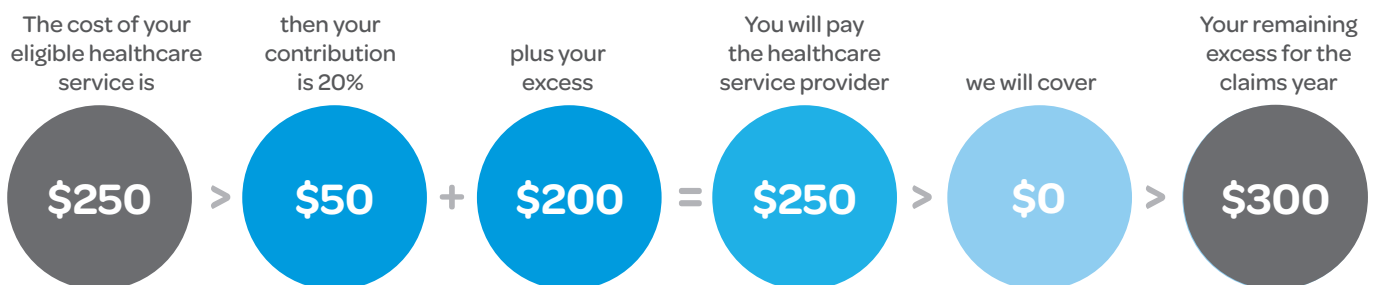 The cost of your
eligible healthcare
service is
$250
>
then your
contribution
is 20%
$50
+
plus your
excess
$200
=
You will pay
the healthcare
service provider
$250
>
we will cover
$0
>
Your remaining
excess for the
claims year
$300